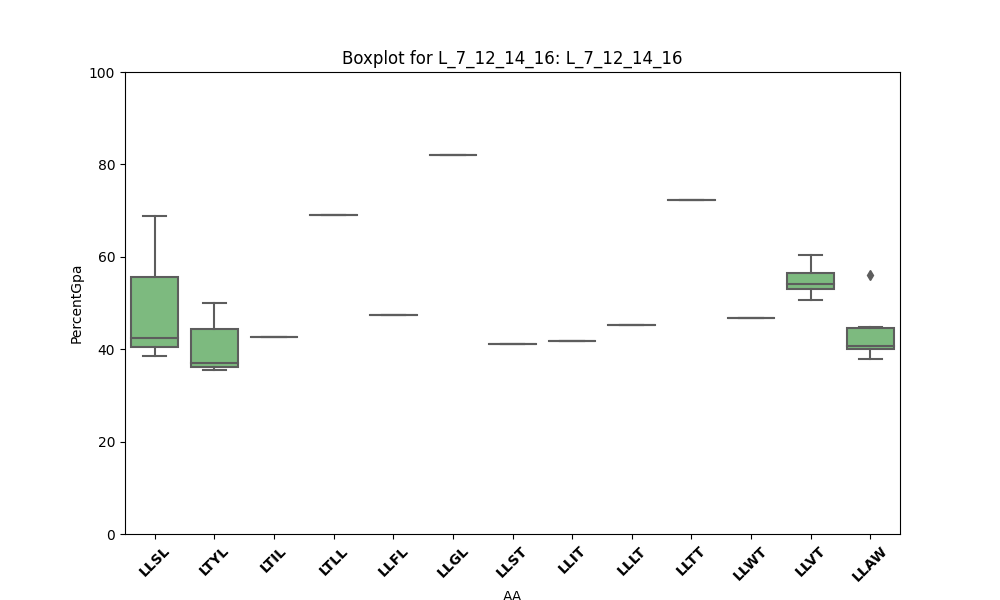 Boxplot for L_7_12_14_16: L_7_12_14_16
100
80
60
40
20
0
PercentGpa
LLSL
LTYL
LTIL
LTLL
LLFL
LLGL
LLST
LLIT
LLLT
LLTT
LLWT
LLVT
LLAW
AA